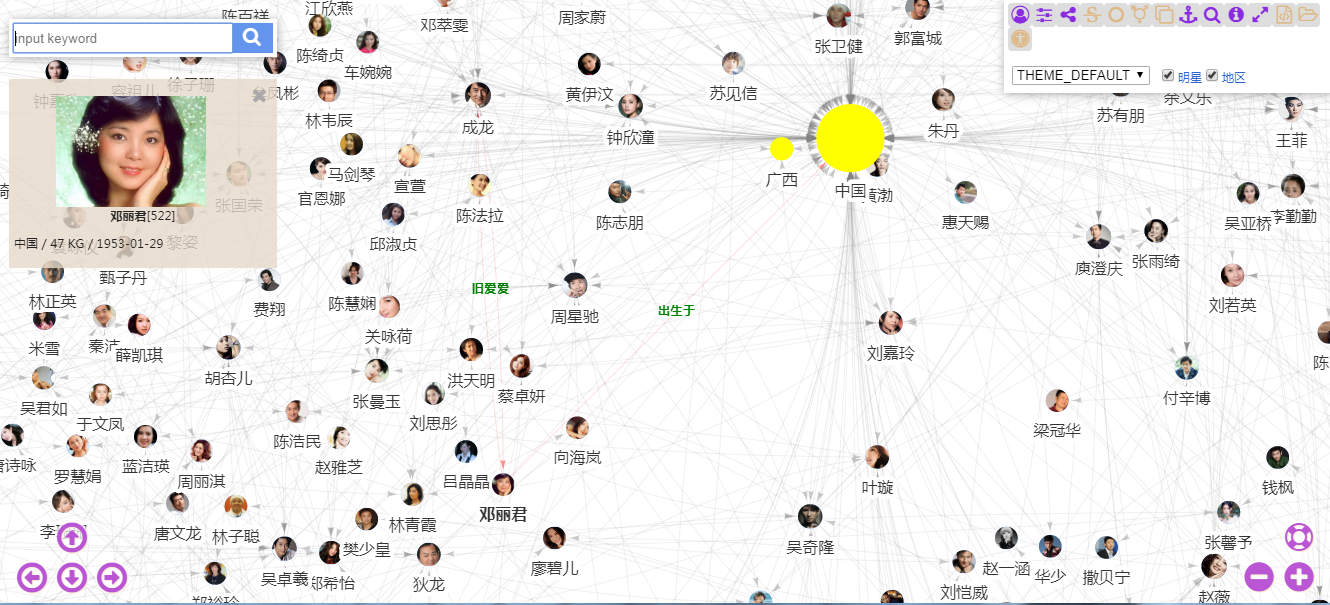 陈百祥
江欣燕
邓萃雯
周家蔚
张卫健
郭富城
input keyword
陈绮贞
车婉婉
THEME_DEFAULT
明星
地区
徐子珊
容祖儿
黄伊汶
苏见信
成龙
林韦辰
钟欣潼
朱丹
苏有朋
余文乐
王菲
马剑琴
宣萱
官恩娜
张国荣
陈法拉
陈志朋
广西
中国
黄渤
惠天赐
吴亚桥
李勤勤
邓丽君[522]
中国 / 47 KG / 1953-01-29
黎姿
邱淑贞
庾澄庆
张雨绮
甄子丹
林正英
费翔
陈慧娴
旧爱爱
周星驰
出生于
刘若英
关咏荷
米雪
薛凯琪
胡杏儿
洪天明
蔡卓妍
刘嘉玲
吴君如
于文凤
张曼玉
刘思彤
付辛博
陈浩民
赵雅芝
向海岚
梁冠华
罗慧娟
蓝洁瑛
周丽淇
吕晶晶
邓丽君
叶璇
钱枫
唐文龙
林子聪
林青霞
樊少皇
吴卓羲
狄龙
廖碧儿
吴奇隆
赵一涵
华少
撒贝宁
张馨予
刘恺威
赵薇